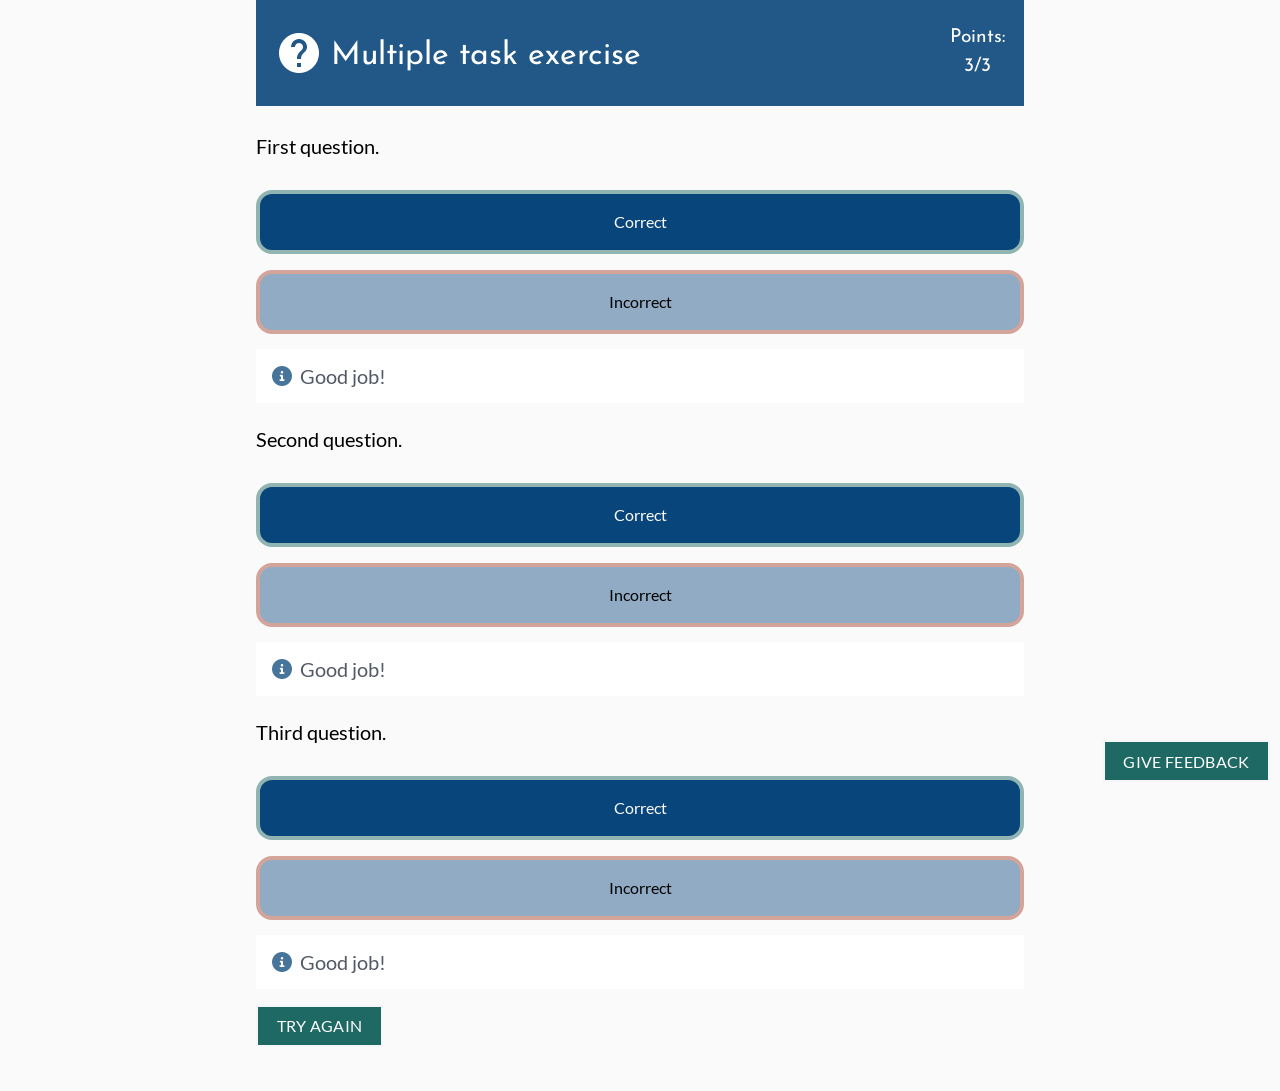 Multiple task exercise
Points:
3/3
First question.
Correct
Incorrect
Good job!
Second question.
Correct
Incorrect
Good job!
Third question.
GIVE FEEDBACK
Correct
Incorrect
Good job!
TRY AGAIN